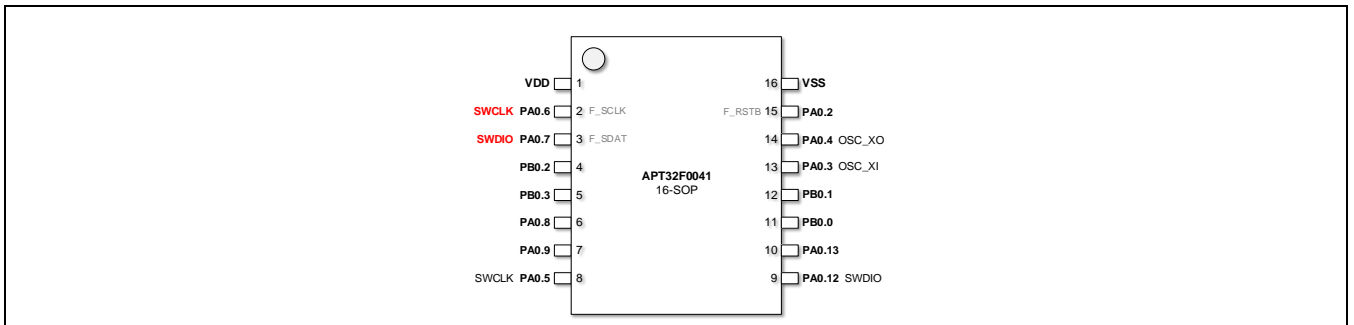 VDD 1 16 VSS
SWCLK PA0.6 2 F_SCLK F_RSTB 15 PA0.2
SWDIO PA0.7 3 F_SDAT 14 PA0.4 OSC_XO
PB0.2 4 13 PA0.3 OSC_XI
APT32F0041
16-SOP
PB0.3 5 12 PB0.1
PA0.8 6 11 PB0.0
PA0.9 7 10 PA0.13
SWCLK PA0.5 8 9 PA0.12 SWDIO